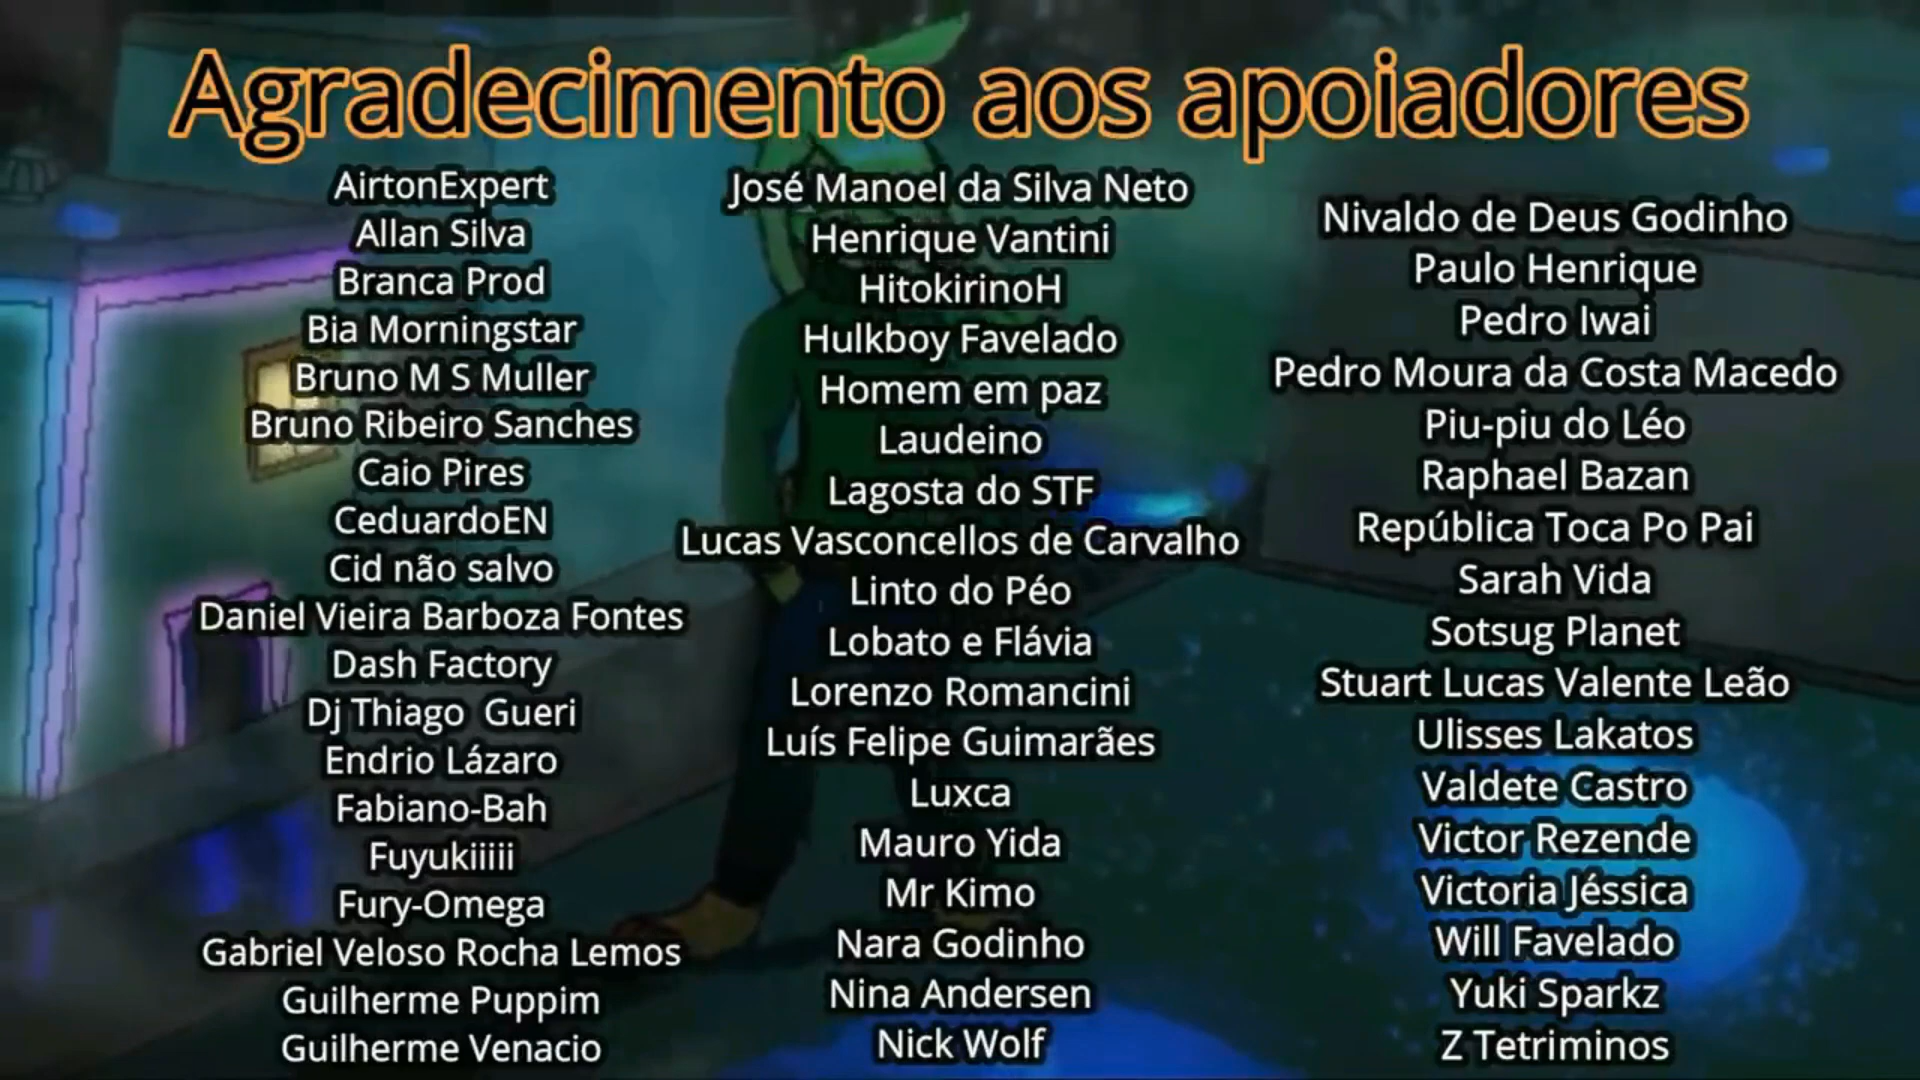 Agradecimento aos apoiadores
AirtonExpert
Allan Silva
Branca Prod
Bia Morningstar
Bruno M S Muller
Bruno Ribeiro Sanches
Caio Pires
CeduardoEN
Cid não salvo
Daniel Vieira Barboza Fontes
Dash Factory
Dj Thiago  Gueri
Endrio Lázaro
Fabiano-Bah
Fuyukiiiii
Fury-Omega
Gabriel Veloso Rocha Lemos
Guilherme Puppim
Guilherme Venacio
José Manoel da Silva Neto
Henrique Vantini
HitokirinoH
Hulkboy Favelado
Homem em paz
Laudeino
Lagosta do STF
Lucas Vasconcellos de Carvalho
Linto do Péo
Lobato e Flávia
Lorenzo Romancini
Luís Felipe Guimarães
Luxca
Mauro Yida
Mr Kimo
Nara Godinho
Nina Andersen
Nick Wolf
Nivaldo de Deus Godinho
Paulo Henrique
Pedro Iwai
Pedro Moura da Costa Macedo
Piu-piu do Léo
Raphael Bazan
República Toca Po Pai
Sarah Vida
Sotsug Planet
Stuart Lucas Valente Leão
Ulisses Lakatos
Valdete Castro
Victor Rezende
Victoria Jéssica
Will Favelado
Yuki Sparkz
Z Tetriminos